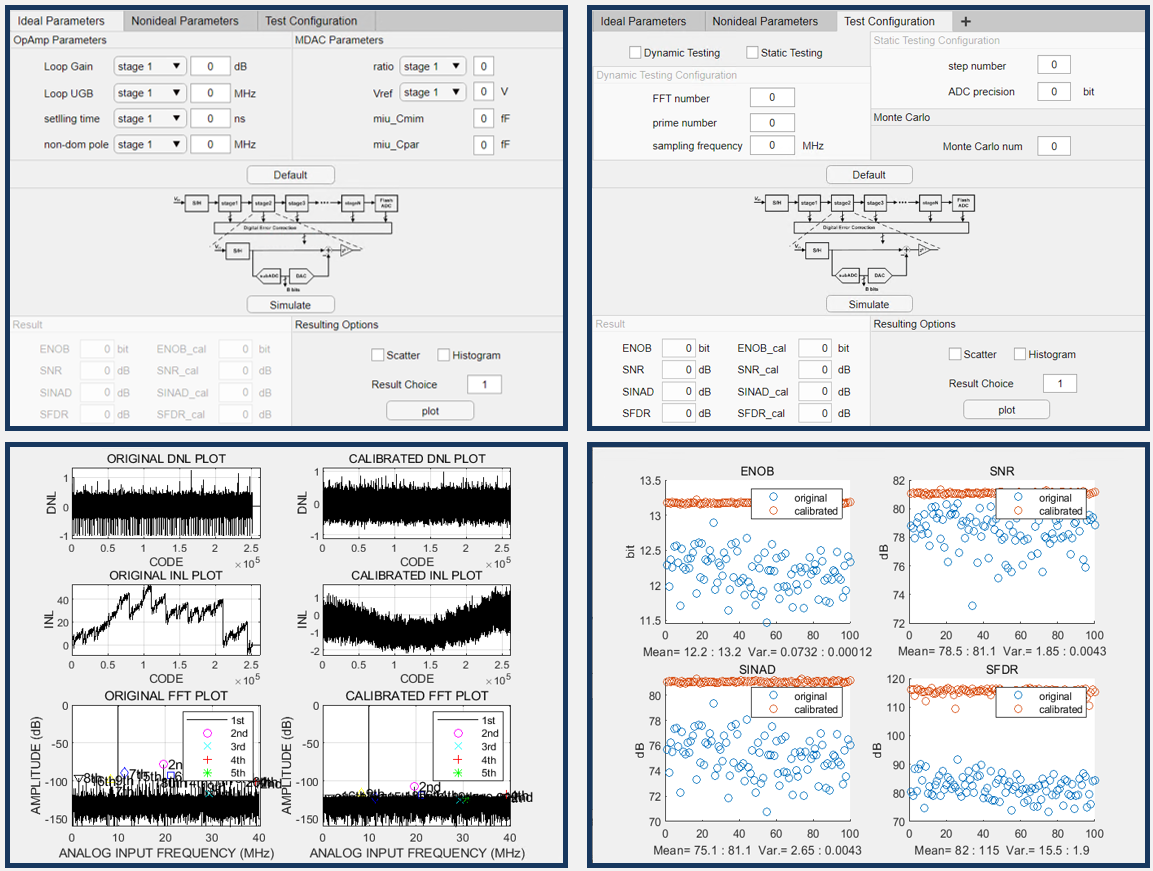 Ideal Parameters Nonideal Parameters Test Configuration
OpAmp Parameters MDAC Parameters
Loop Gain stage 1 0 dB ratio stage 1 0
Loop UGB stage 1 0 MHz Vref stage 1 0 V
setlling time stage 1 0 ns miu_Cmim 0 fF
non-dom pole stage 1 0 MHz miu_Cpar 0 fF
Default
S/H stage1 stage2 stage3 stageN Flash ADC
Digital Error Correction
S/H
subADC DAC
B bits
Simulate
Result Resulting Options
ENOB 0 bit ENOB_cal 0 bit Scatter Histogram
SNR 0 dB SNR_cal 0 dB
SINAD 0 dB SINAD_cal 0 dB Result Choice 1
SFDR 0 dB SFDR_cal 0 dB plot
Ideal Parameters Nonideal Parameters Test Configuration +
Dynamic Testing Static Testing Static Testing Configuration
Dynamic Testing Configuration step number 0
FFT number 0 ADC precision 0 bit
prime number 0 Monte Carlo
sampling frequency 0 MHz Monte Carlo num 0
Default
S/H stage1 stage2 stage3 stageN Flash ADC
Digital Error Correction
S/H
subADC DAC
B bits
Simulate
Result Resulting Options
ENOB 0 bit ENOB_cal 0 bit Scatter Histogram
SNR 0 dB SNR_cal 0 dB
SINAD 0 dB SINAD_cal 0 dB Result Choice 1
SFDR 0 dB SFDR_cal 0 dB plot
ORIGINAL DNL PLOT CALIBRATED DNL PLOT
DNL 1 0 -1 DNL 1 0 -1
0 0.5 1 1.5 2 2.5 0 0.5 1 1.5 2 2.5
CODE × 10^5 CODE × 10^5
ORIGINAL INL PLOT CALIBRATED INL PLOT
INL 40 20 0 INL 1 0 -1 -2
0 0.5 1 1.5 2 2.5 0 0.5 1 1.5 2 2.5
CODE × 10^5 CODE × 10^5
ORIGINAL FFT PLOT CALIBRATED FFT PLOT
AMPLITUDE (dB) 0 -50 -100 -150 AMPLITUDE (dB) 0 -50 -100 -150
1st 1st
2nd 2nd
3rd 3rd
4th 4th
5th 5th
8th 7th 2n 2nd
0 10 20 30 40 0 10 20 30 40
ANALOG INPUT FREQUENCY (MHz) ANALOG INPUT FREQUENCY (MHz)
ENOB SNR
bit 13.5 13 12.5 12 11.5 dB 82 80 78 76 74 72
original original
calibrated calibrated
0 20 40 60 80 100 0 20 40 60 80 100
Mean= 12.2 : 13.2 Var.= 0.0732 : 0.00012 Mean= 78.5 : 81.1 Var.= 1.85 : 0.0043
SINAD SFDR
dB 80 78 76 74 72 70 dB 120 110 100 90 80 70
original original
calibrated calibrated
0 20 40 60 80 100 0 20 40 60 80 100
Mean= 75.1 : 81.1 Var.= 2.65 : 0.0043 Mean= 82 : 115 Var.= 15.5 : 1.9